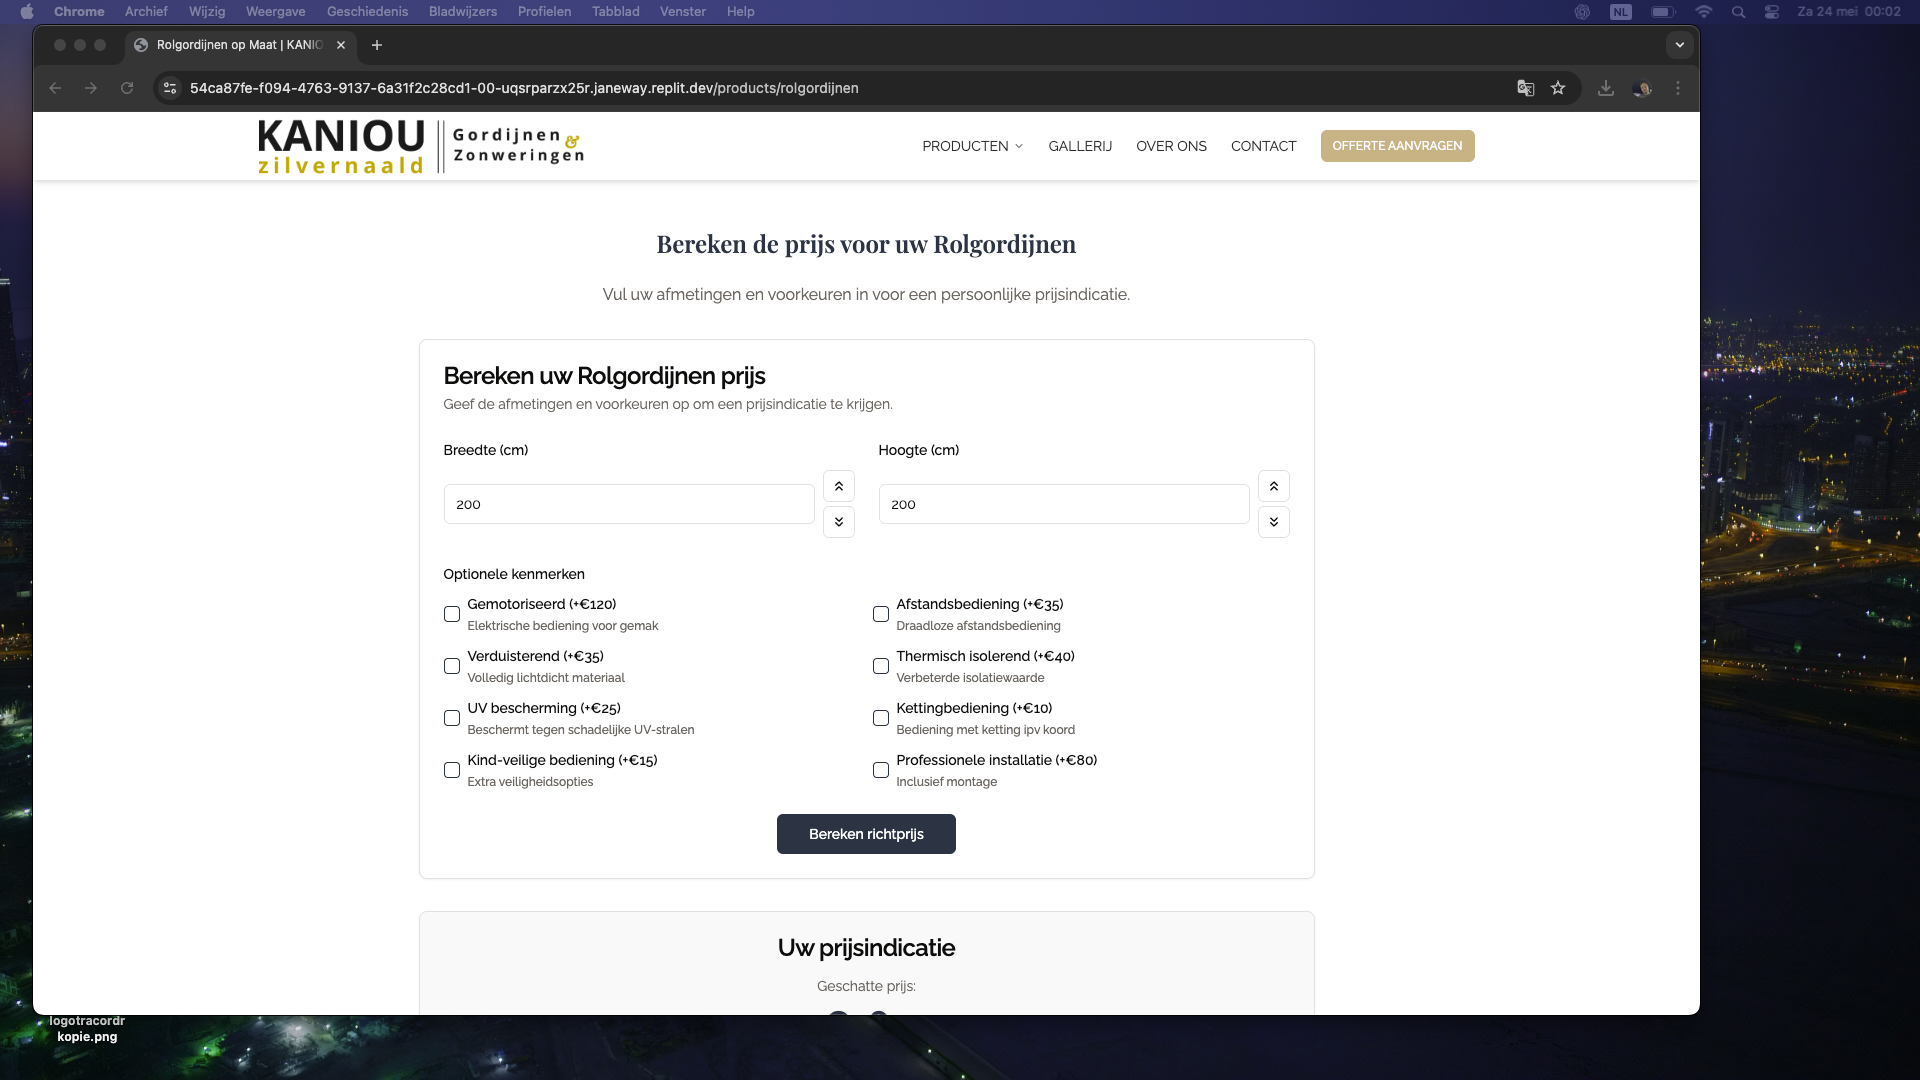 Chrome Archief Wijzig Weergave Geschiedenis Bladwijzers Profielen Tabblad Venster Help NL Za 24 mei 00:02
Rolgordijnen op Maat | KANIO
54ca87fe-f094-4763-9137-6a31f2c28cd1-00-uqsrparzx25r.janeway.replit.dev/products/rolgordijnen
KANIOU
zilvernaald
Gordijnen &
Zonweringen
PRODUCTEN GALLERIJ OVER ONS CONTACT OFFERTE AANVRAGEN
Bereken de prijs voor uw Rolgordijnen
Vul uw afmetingen en voorkeuren in voor een persoonlijke prijsindicatie.
Bereken uw Rolgordijnen prijs
Geef de afmetingen en voorkeuren op om een prijsindicatie te krijgen.
Breedte (cm) Hoogte (cm)
200 200
Optionele kenmerken
Gemotoriseerd (+€120) Afstandsbediening (+€35)
Elektrische bediening voor gemak Draadloze afstandsbediening
Verduisterend (+€35) Thermisch isolerend (+€40)
Volledig lichtdicht materiaal Verbeterde isolatiewaarde
UV bescherming (+€25) Kettingbediening (+€10)
Beschermt tegen schadelijke UV-stralen Bediening met ketting ipv koord
Kind-veilige bediening (+€15) Professionele installatie (+€80)
Extra veiligheidsopties Inclusief montage
Bereken richtprijs
Uw prijsindicatie
Geschatte prijs:
logotracordr
kopie.png